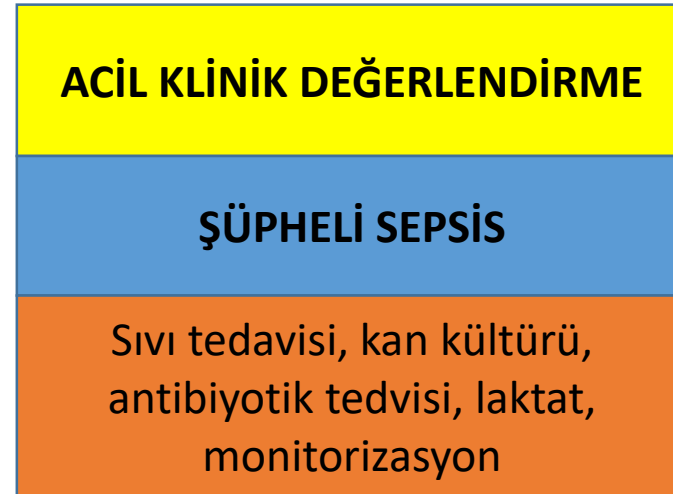 ACİL KLİNİK DEĞERLENDİRME
ŞÜPHELİ SEPSİS
Sıvı tedavisi, kan kültürü,
antibiyotik tedvisi, laktat,
monitorizasyon